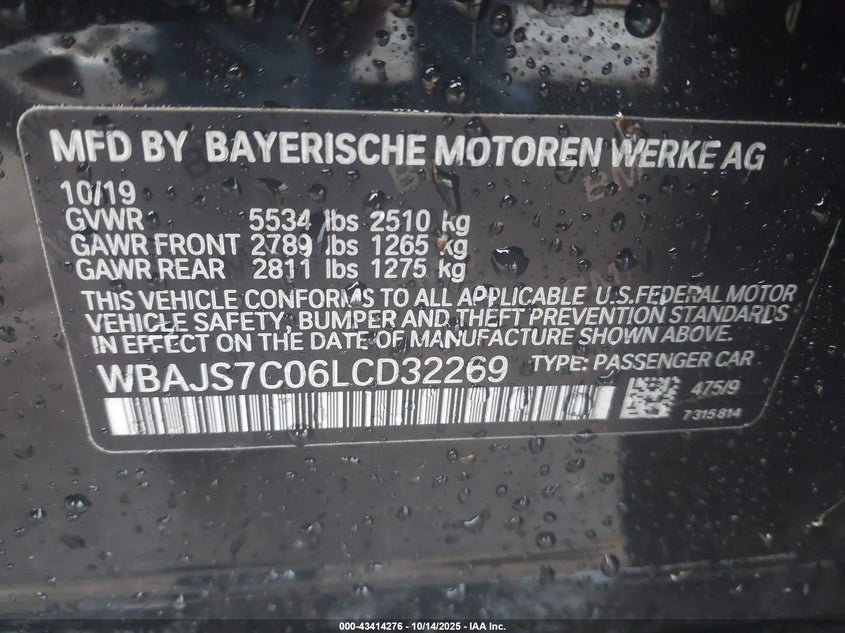 MFD BY BAYERISCHE MOTOREN WERKE AG
10/19
GVWR 5534 lbs 2510 kg
GAWR FRONT 2789 lbs 1265 kg
GAWR REAR 2811 lbs 1275 kg
THIS VEHICLE CONFORMS TO ALL APPLICABLE U.S.FEDERAL MOTOR
VEHICLE SAFETY, BUMPER AND THEFT PREVENTION STANDARDS
IN EFFECT ON THE DATE OF MANUFACTURE SHOWN ABOVE.
WBAJS7C06LCD32269 TYPE: PASSENGER CAR
475/9
7 315 814
000-43414276 | 10/14/2025 - IAA Inc.